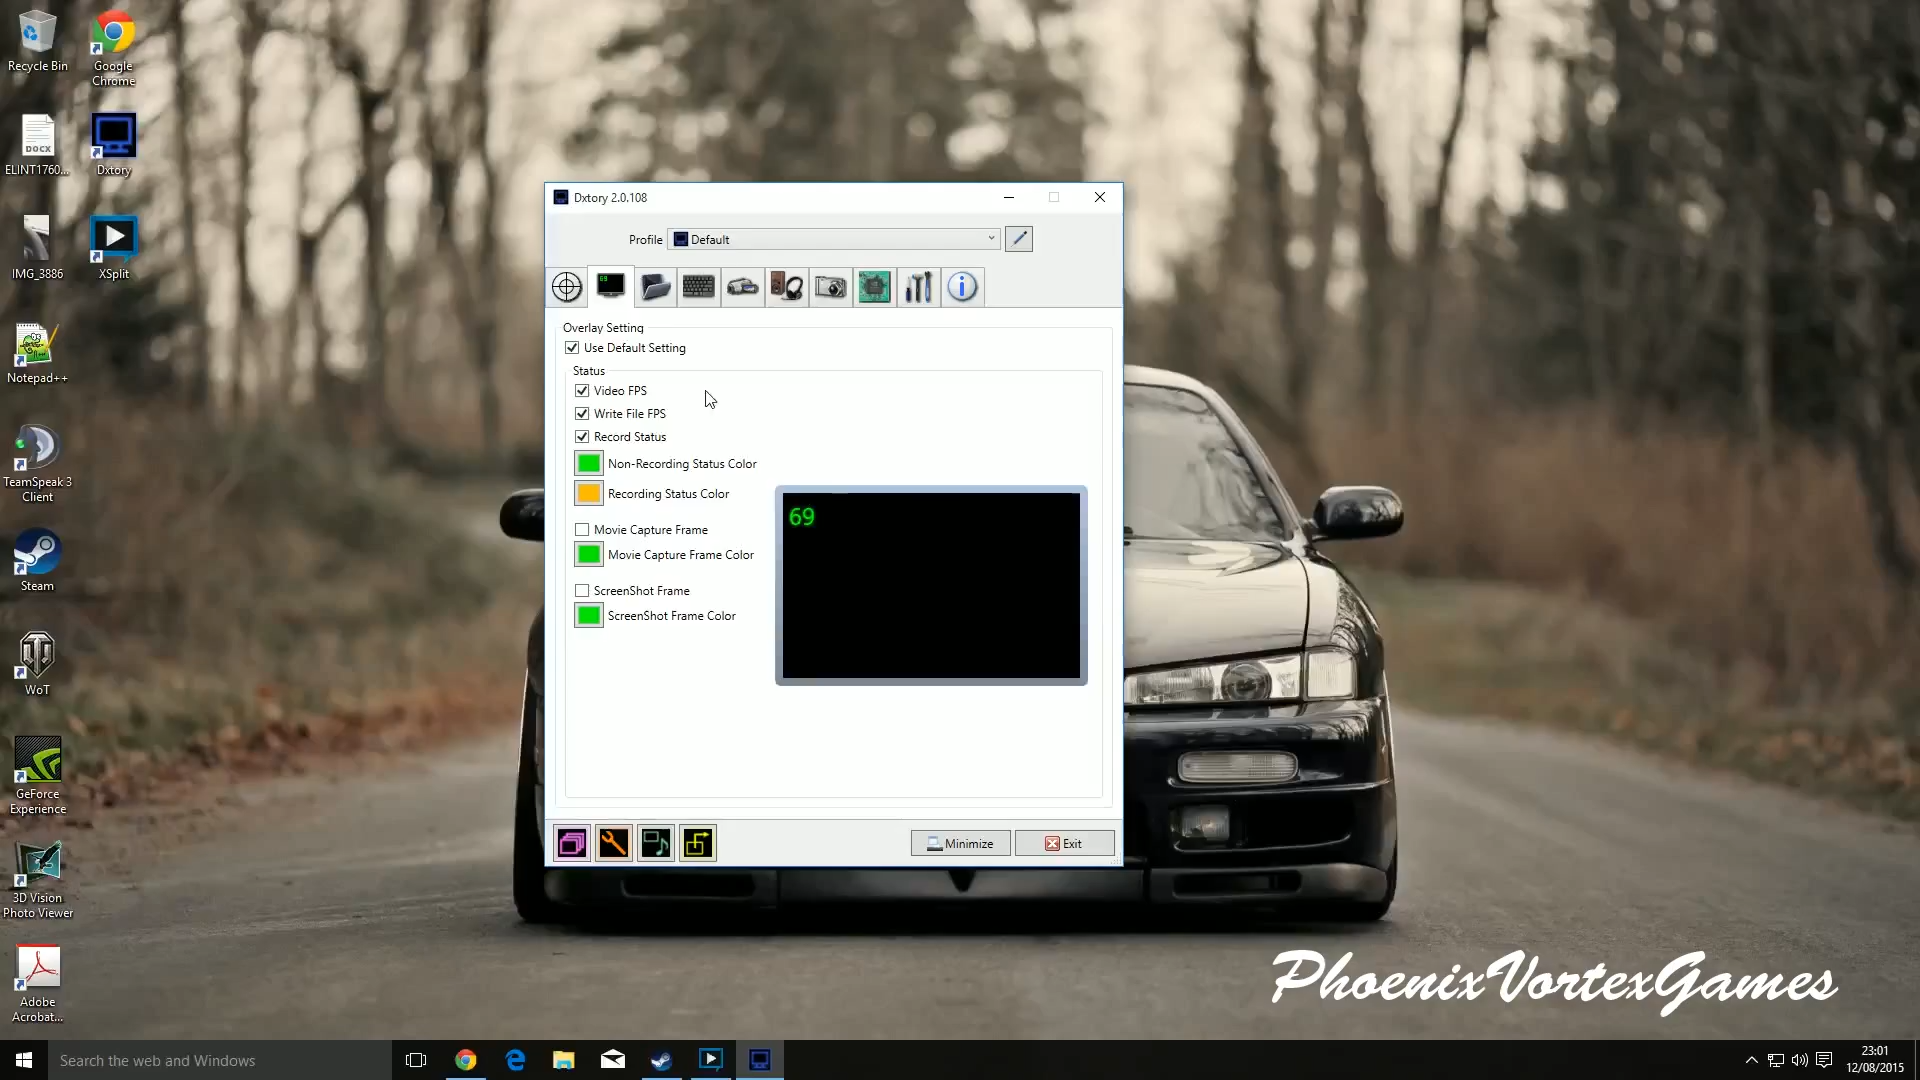 Recycle Bin
Google
Chrome
DOCX
ELINT1760...
Dxtory
IMG_3886
XSplit
Notepad++
TeamSpeak 3
Client
Steam
WoT
GeForce
Experience
3D Vision
Photo Viewer
Adobe
Acrobat...
Dxtory 2.0.108
Profile
Default
69
Overlay Setting
Use Default Setting
Status
Video FPS
Write File FPS
Record Status
Non-Recording Status Color
Recording Status Color
Movie Capture Frame
Movie Capture Frame Color
ScreenShot Frame
ScreenShot Frame Color
69
Minimize
Exit
PhoenixVortexGames
Search the web and Windows
23:01
12/08/2015